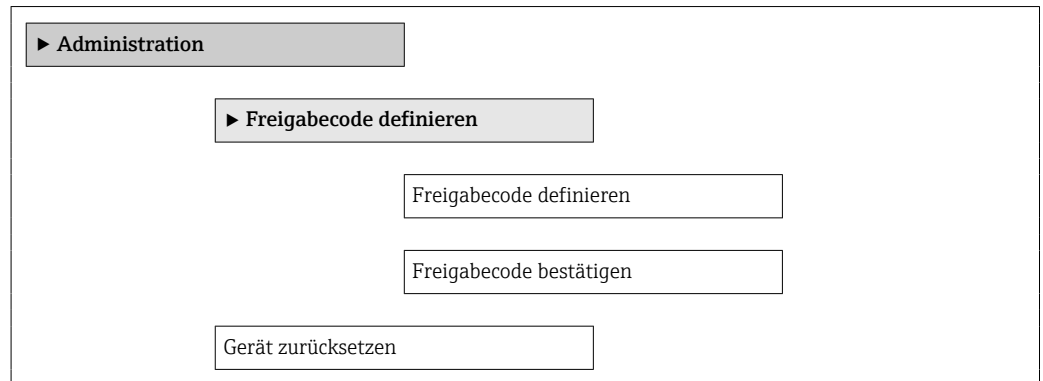 ▶ Administration
▶ Freigabecode definieren
Freigabecode definieren
Freigabecode bestätigen
Gerät zurücksetzen